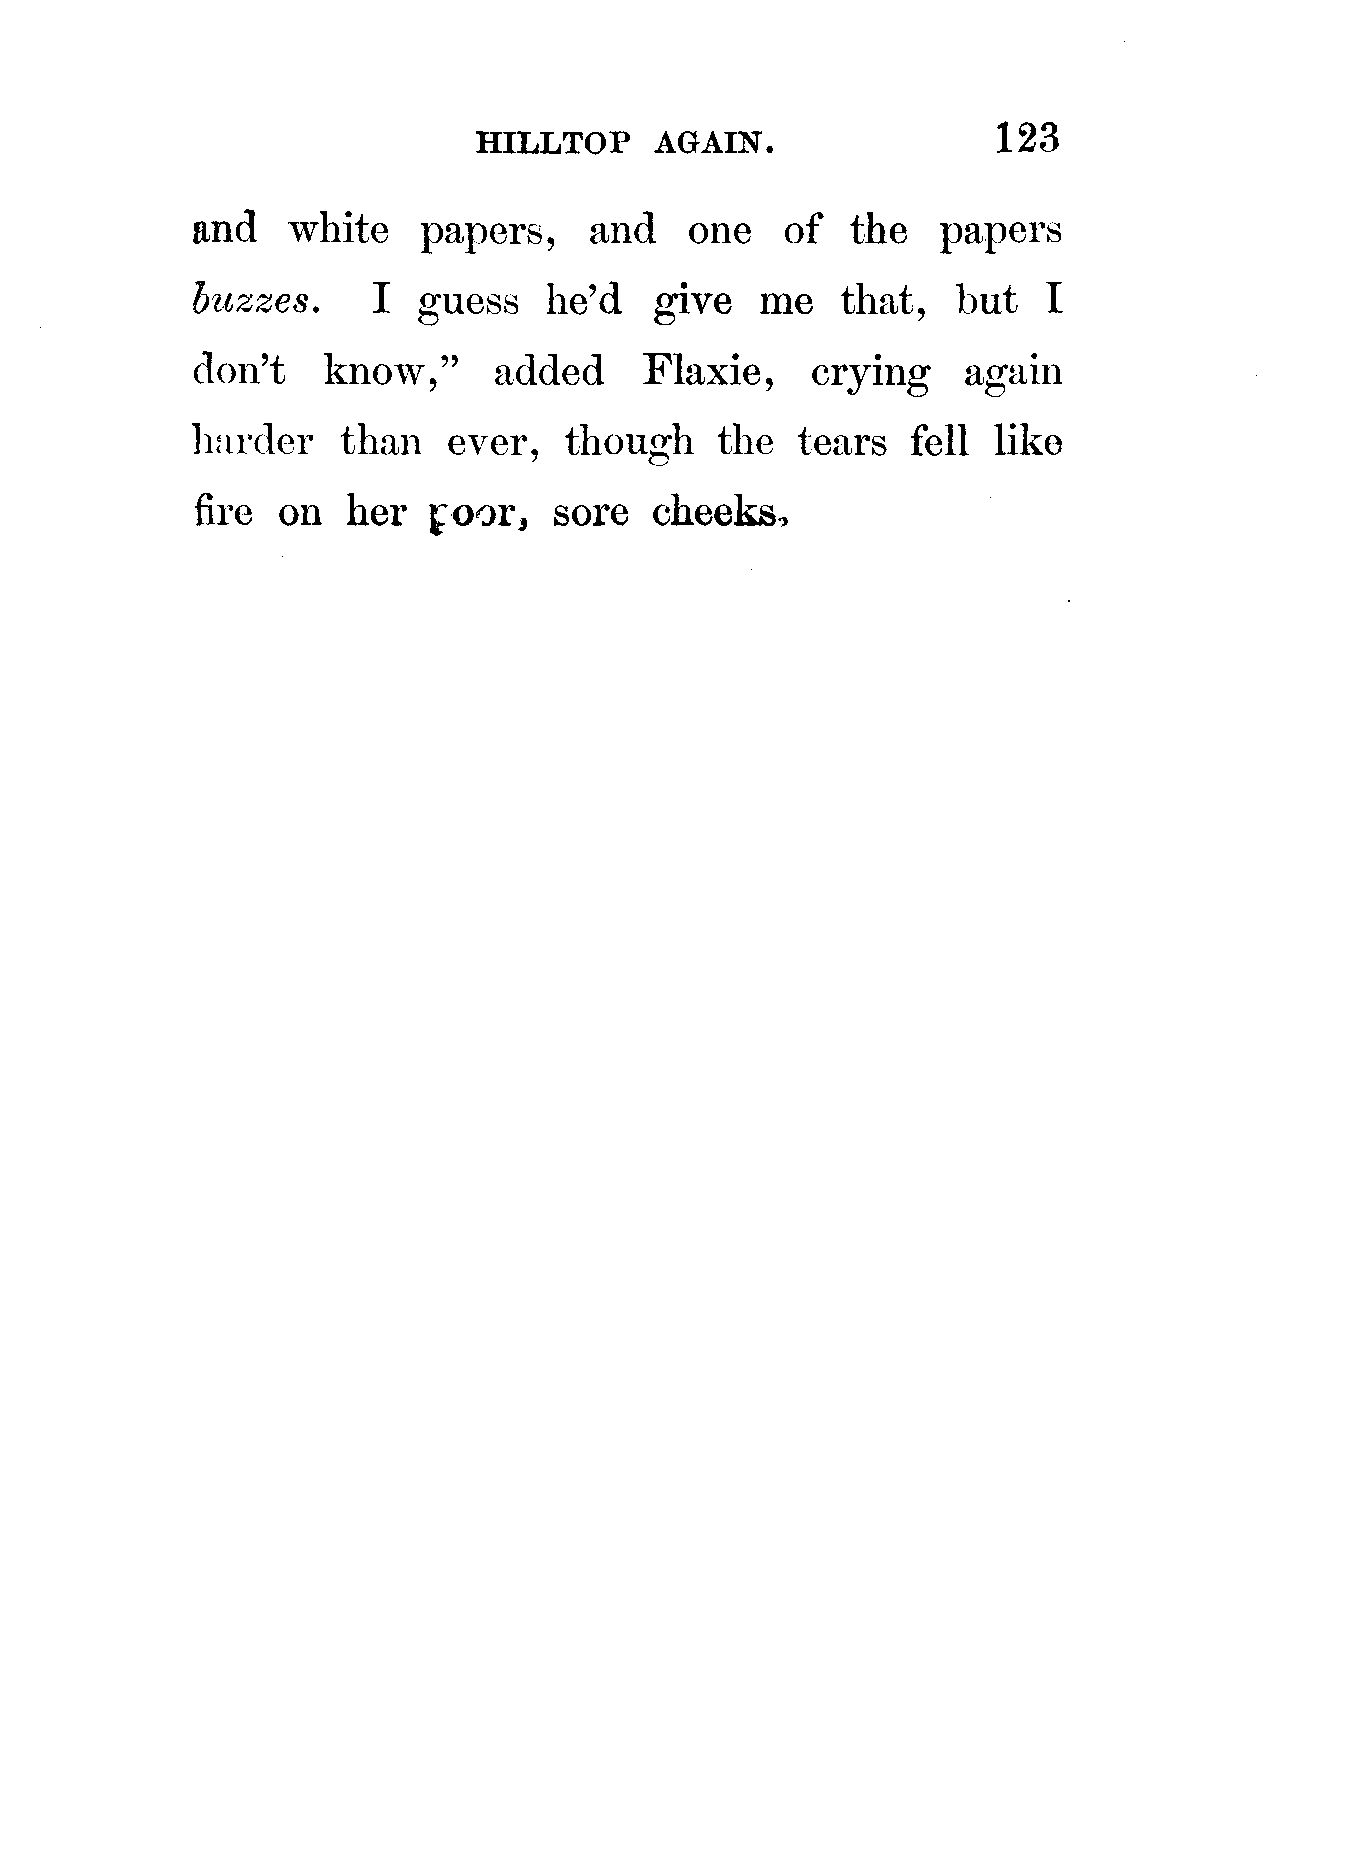 HILLTOP AGAIN. 123
and white papers, and one of the papers
buzzes. I guess he'd give me that, but I
don't know,” added Flaxie, crying again
harder than ever, though the tears fell like
fire on her poor, sore cheeks.